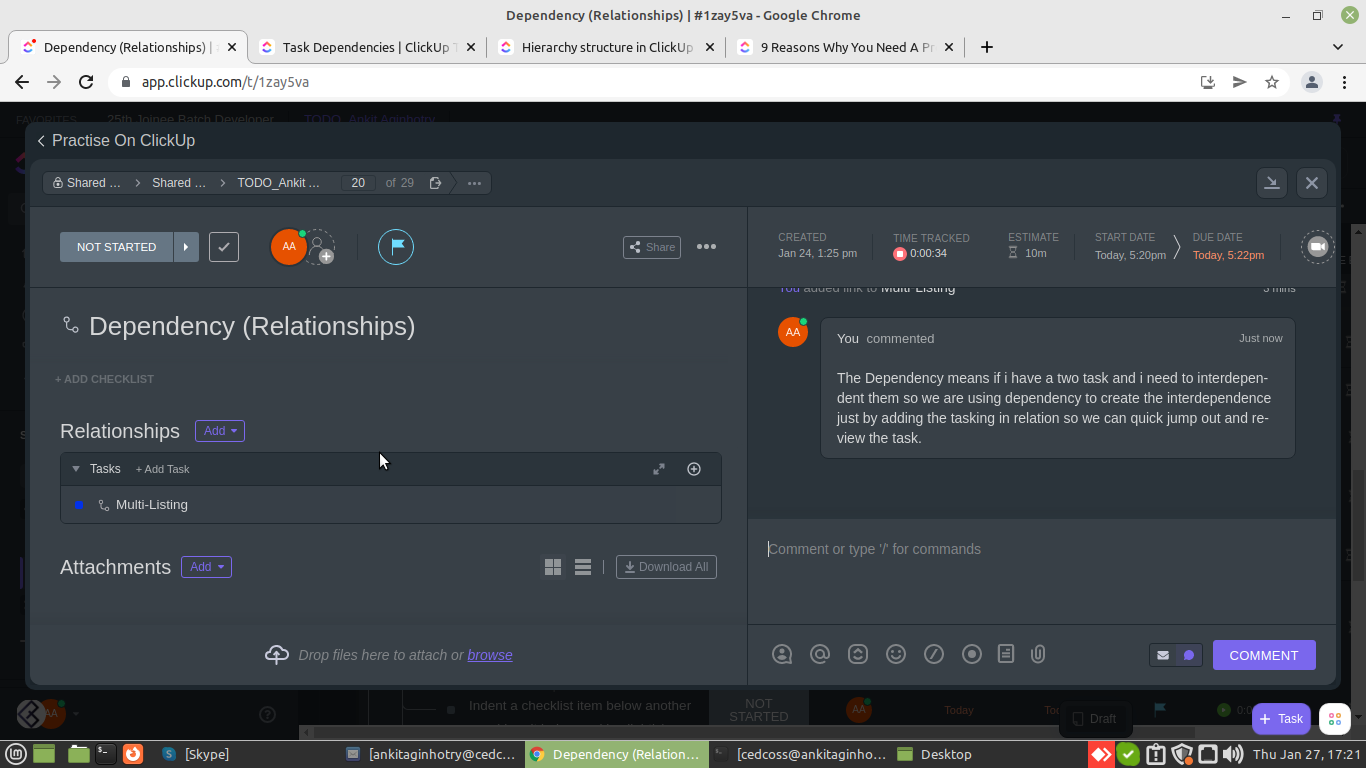 Dependency (Relationships) | #1zay5va - Google Chrome
Dependency (Relationships) |
Task Dependencies | ClickUp
Hierarchy structure in ClickUp
9 Reasons Why You Need A Pr
app.clickup.com/t/1zay5va
FAVORITES 25th Joinee Batch Developer TODO_Ankit Aginhotry
Practise On ClickUp
Shared ... Shared ... TODO_Ankit ... 20 of 29
NOT STARTED
AA
Share
CREATED
Jan 24, 1:25 pm
TIME TRACKED
0:00:34
ESTIMATE
10m
START DATE
Today, 5:20pm
DUE DATE
Today, 5:22pm
Dependency (Relationships)
+ ADD CHECKLIST
Relationships Add
Tasks + Add Task
Multi-Listing
Attachments Add
Download All
Drop files here to attach or browse
You added link to Multi-Listing 3 mins
AA
You commented Just now
The Dependency means if i have a two task and i need to interdepen-
dent them so we are using dependency to create the interdependence
just by adding the tasking in relation so we can quick jump out and re-
view the task.
Comment or type '/' for commands
COMMENT
AA
Indent a checklist item below another
NOT
STARTED
AA
Today
Draft
+ Task
[Skype]
[ankitaginhotry@cedc...
Dependency (Relation...
[cedcoss@ankitaginho...
Desktop
Thu Jan 27, 17:21